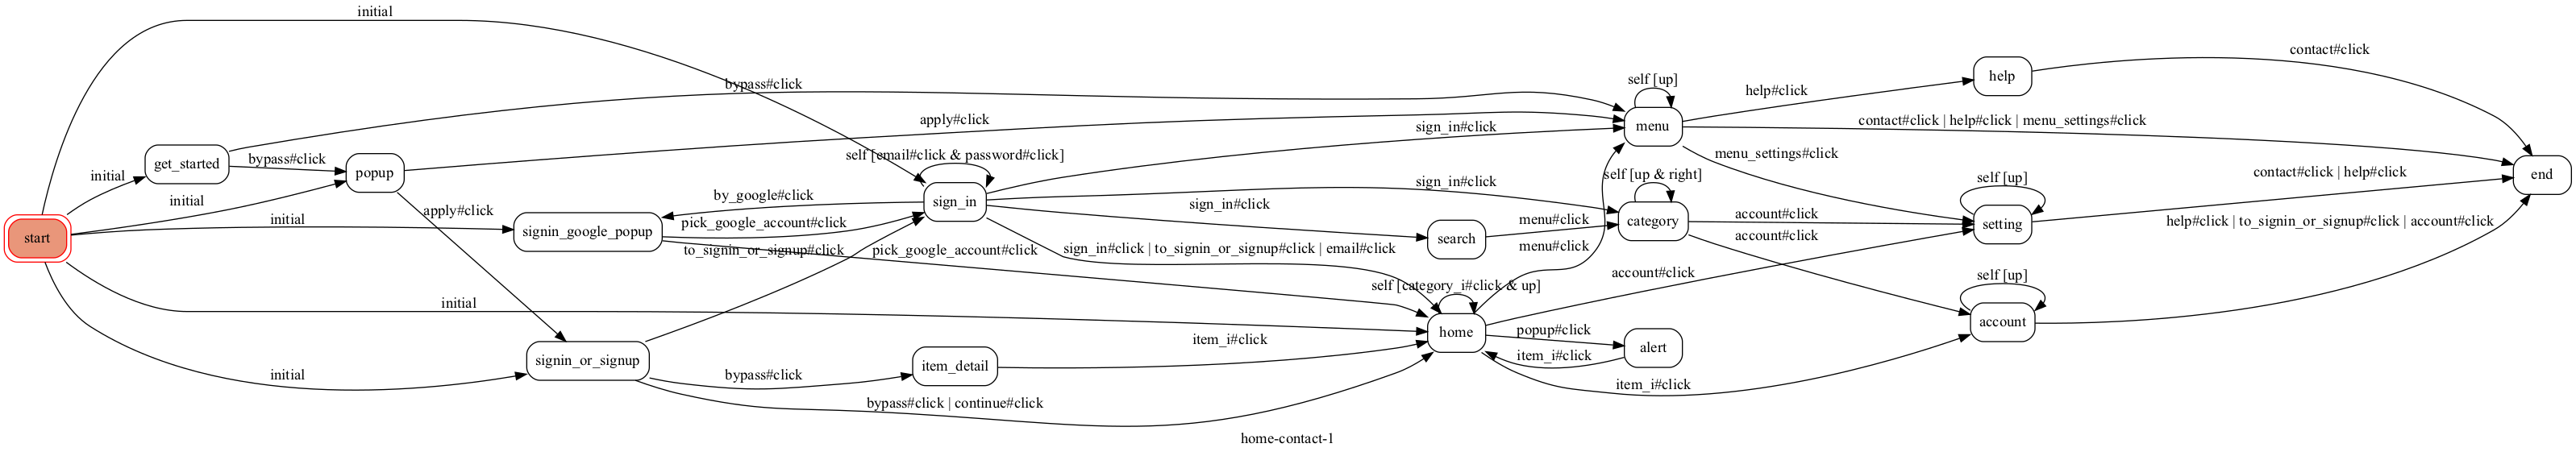 initial
contact#click
help
self [up]
bypass#click
help#click
apply#click
contact#click | help#click | menu_settings#click
menu
sign_in#click
self [email#click & password#click]
bypass#click
get_started
menu_settings#click
popup
initial
contact#click | help#click
end
self [up]
self [up & right]
sign_in#click
by_google#click
initial
sign_in
sign_in#click
apply#click
account#click
menu#click
initial
pick_google_account#click
category
setting
help#click | to_signin_or_signup#click | account#click
signin_google_popup
start
search
account#click
menu#click
to_signin_or_signup#click
pick_google_account#click
sign_in#click | to_signin_or_signup#click | email#click
account#click
self [up]
self [category_i#click & up]
initial
account
popup#click
home
item_i#click
alert
item_i#click
signin_or_signup
item_detail
initial
bypass#click
item_i#click
bypass#click | continue#click
home-contact-1